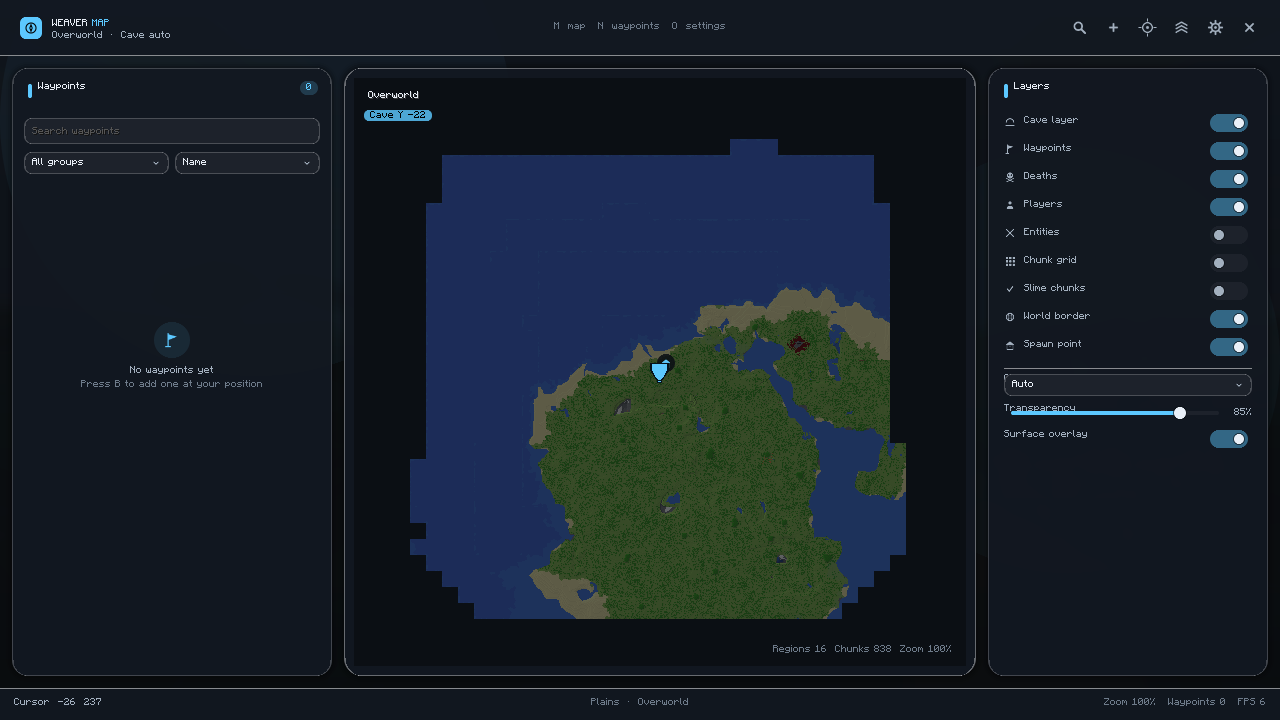 WEAVER MAP
Overworld · Cave auto
M map N waypoints O settings
Waypoints
0
Search waypoints
All groups
Name
No waypoints yet
Press B to add one at your position
Overworld
Cave Y -22
Regions 16 Chunks 838 Zoom 100%
Layers
Cave layer
Waypoints
Deaths
Players
Entities
Chunk grid
Slime chunks
World border
Spawn point
Auto
Transparency
85%
Surface overlay
Cursor -26 237
Plains · Overworld
Zoom 100% Waypoints 0 FPS 6